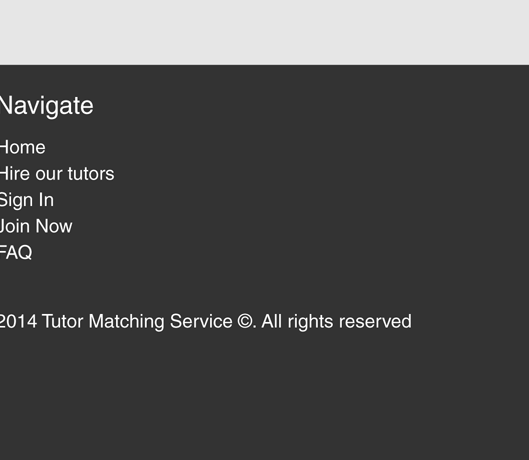 Navigate
Home
Hire our tutors
Sign In
Join Now
FAQ
2014 Tutor Matching Service ©. All rights reserved